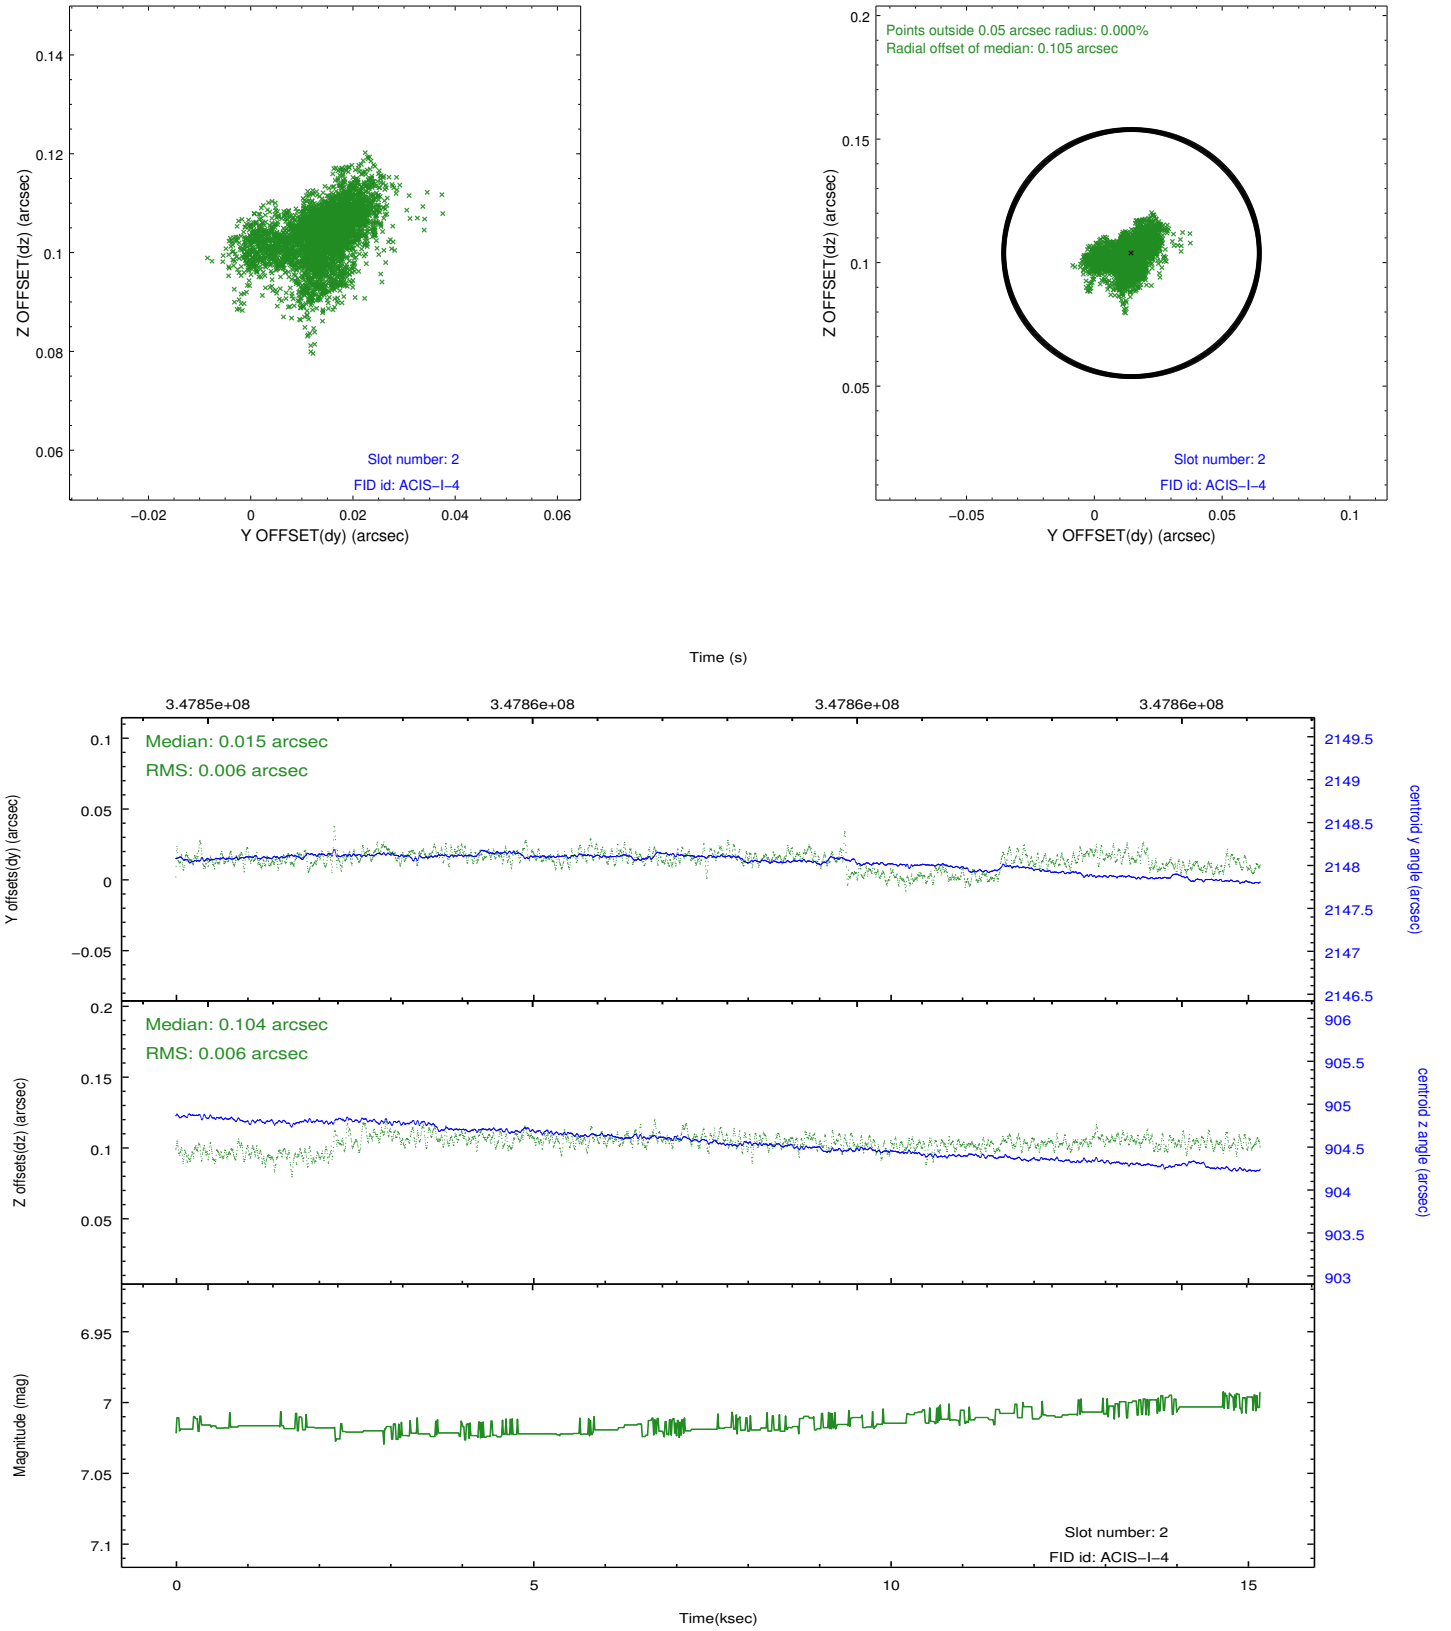 0.14
0.12
0.1
0.08
0.06
Z OFFSET(dz) (arcsec)
Slot number: 2
FID id: ACIS−I−4
−0.02
0
0.02
0.04
0.06
Y OFFSET(dy) (arcsec)
Points outside 0.05 arcsec radius: 0.000%
Radial offset of median: 0.105 arcsec
0.2
0.15
0.1
0.05
Z OFFSET(dz) (arcsec)
Slot number: 2
FID id: ACIS−I−4
−0.05
0
0.05
0.1
Y OFFSET(dy) (arcsec)
Time (s)
3.4785e+08
3.4786e+08
3.4786e+08
3.4786e+08
Median: 0.015 arcsec
RMS: 0.006 arcsec
0.1
0.05
0
−0.05
Y offsets(dy) (arcsec)
2149.5
2149
2148.5
2148
2147.5
2147
2146.5
centroid y angle (arcsec)
Median: 0.104 arcsec
RMS: 0.006 arcsec
0.2
0.15
0.1
0.05
Z offsets(dz) (arcsec)
906
905.5
905
904.5
904
903.5
903
centroid z angle (arcsec)
6.95
7
7.05
7.1
Magnitude (mag)
Slot number: 2
FID id: ACIS−I−4
0
5
10
15
Time(ksec)